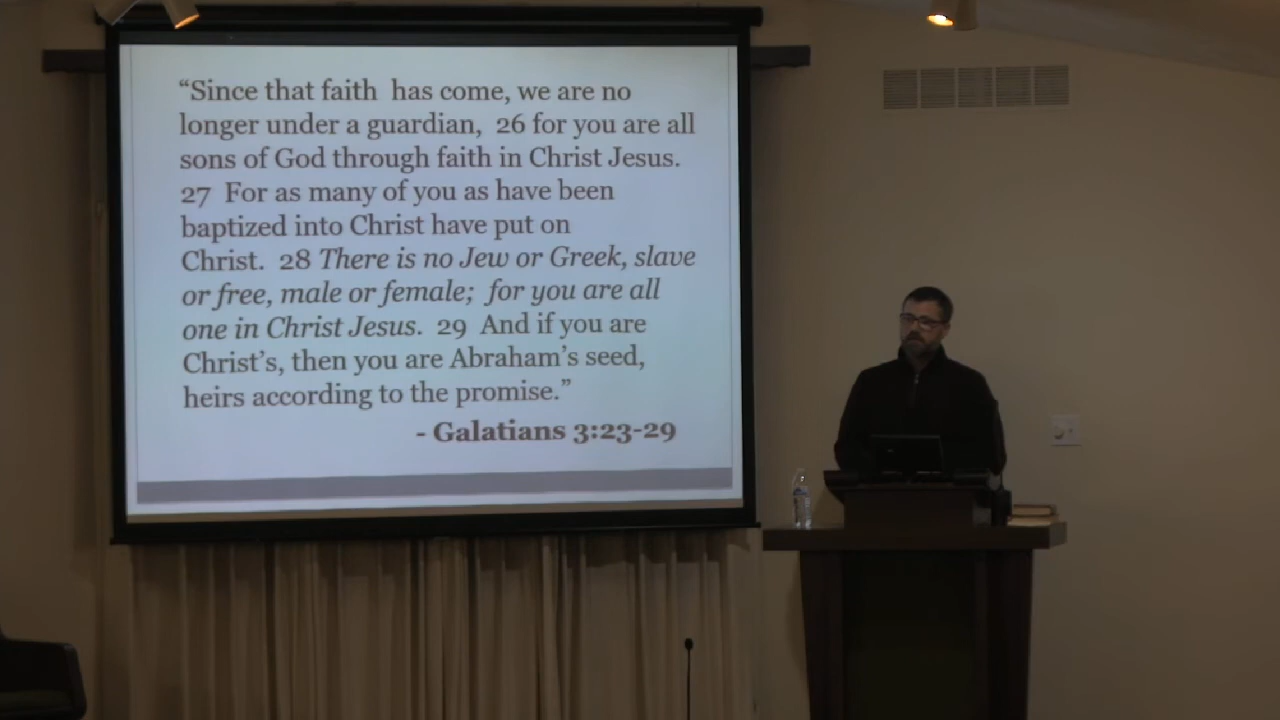 “Since that faith has come, we are no
longer under a guardian, 26 for you are all
sons of God through faith in Christ Jesus.
27 For as many of you as have been
baptized into Christ have put on
Christ. 28 There is no Jew or Greek, slave
or free, male or female; for you are all
one in Christ Jesus. 29 And if you are
Christ’s, then you are Abraham’s seed,
heirs according to the promise.”
- Galatians 3:23-29